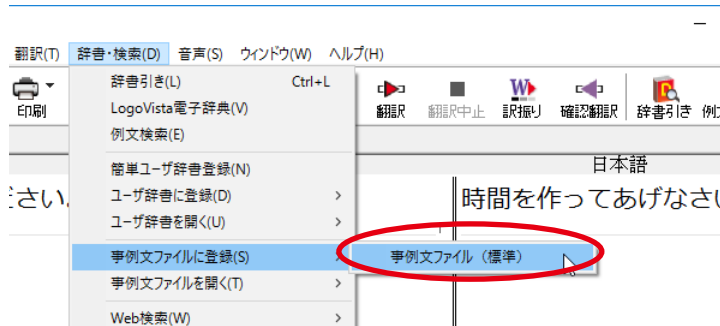 翻訳(T) 辞書・検索(D) 音声(S) ウィンドウ(W) ヘルプ(H)
印刷 翻訳 翻訳中止 訳振り 確認翻訳 辞書引き
辞書引き(L) Ctrl+L
LogoVista電子辞典(V)
例文検索(E)
簡単ユーザ辞書登録(N)
ユーザ辞書に登録(D) >
ユーザ辞書を開く(U) >
事例文ファイルに登録(S) >
事例文ファイルを開く(T) >
Web検索(W) >
事例文ファイル（標準）
日本語
ださい。
時間を作ってあげなさい